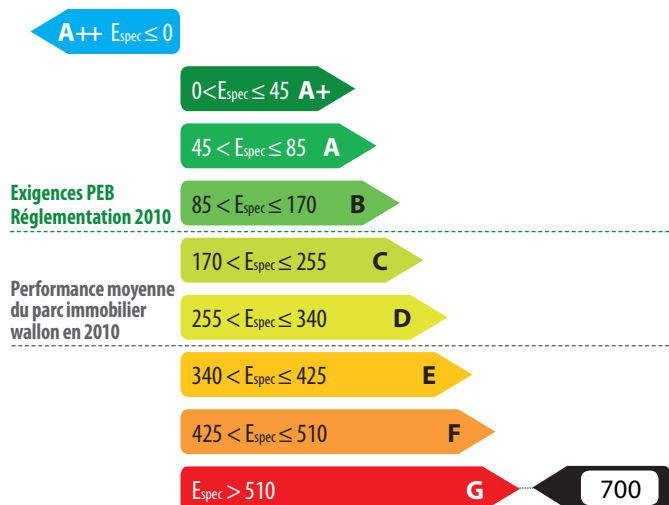 A++ Espec ≤ 0
0<Espec ≤ 45 A+
45 < Espec ≤ 85 A
Exigences PEB
Réglementation 2010
85 < Espec ≤ 170 B
170 < Espec ≤ 255 C
Performance moyenne
du parc immobilier
wallon en 2010
255 < Espec ≤ 340 D
340 < Espec ≤ 425 E
425 < Espec ≤ 510 F
Espec > 510 G
700